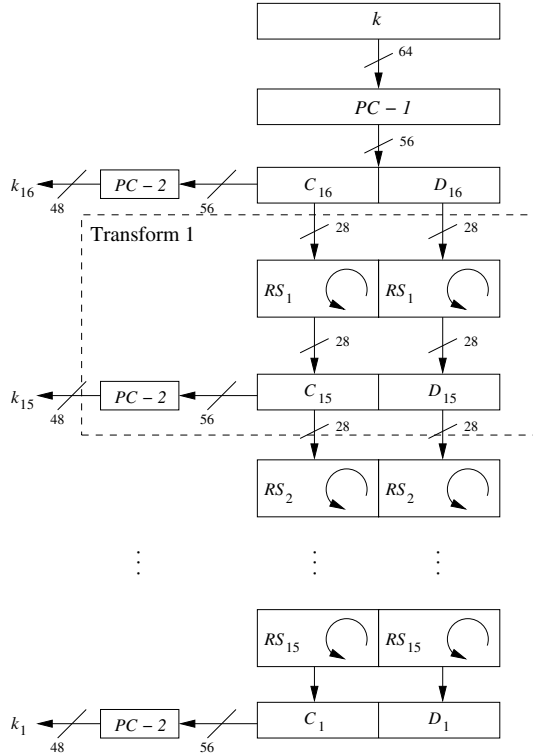 k
64
PC − 1
56
k16 48 PC − 2 56 C16 D16
Transform 1
28 28
RS1 RS1
28 28
k15 48 PC − 2 56 C15 D15
28 28
RS2 RS2
⋮ ⋮ ⋮
RS15 RS15
k1 48 PC − 2 56 C1 D1